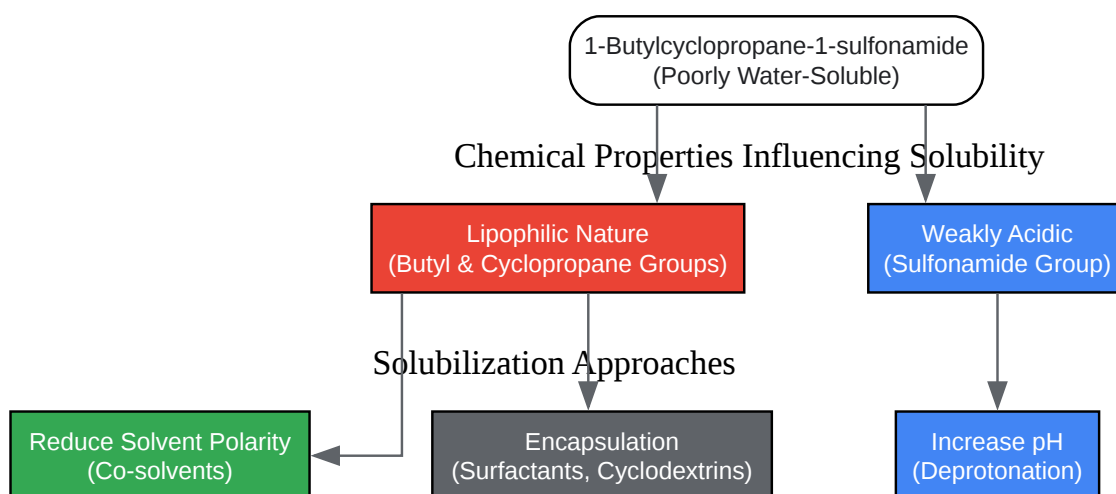 1-Butylcyclopropane-1-sulfonamide
(Poorly Water-Soluble)
Chemical Properties Influencing Solubility
Lipophilic Nature
(Butyl & Cyclopropane Groups)
Weakly Acidic
(Sulfonamide Group)
Solubilization Approaches
Reduce Solvent Polarity
(Co-solvents)
Encapsulation
(Surfactants, Cyclodextrins)
Increase pH
(Deprotonation)